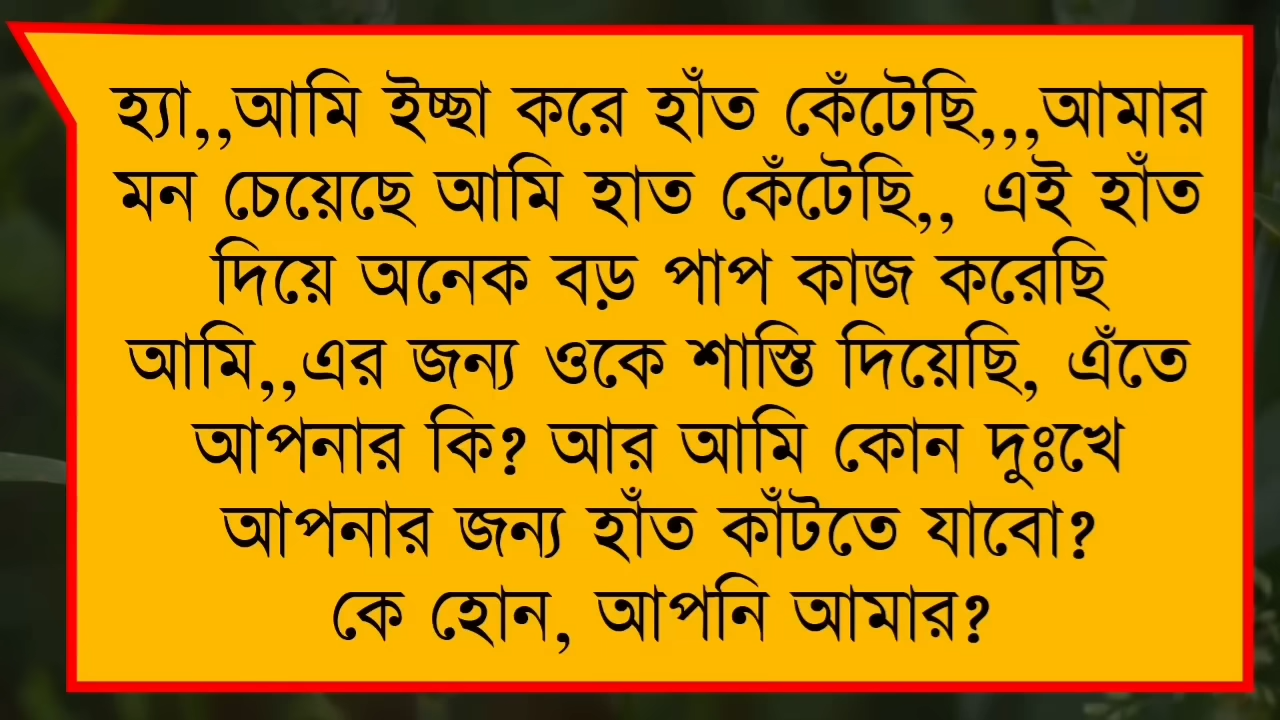 হ্যা,,আমি ইচ্ছা করে হাঁত কেঁটেছি,,,আমার
মন চেয়েছে আমি হাত কেঁটেছি,, এই হাঁত
দিয়ে অনেক বড় পাপ কাজ করেছি
আমি,,এর জন্য ওকে শাস্তি দিয়েছি, এঁতে
আপনার কি? আর আমি কোন দুঃখে
আপনার জন্য হাঁত কাঁটতে যাবো?
কে হোন, আপনি আমার?